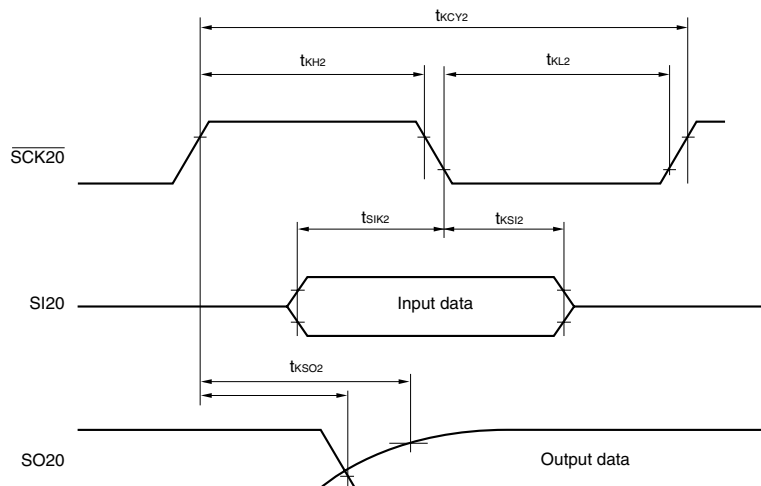 tKCY2
tKH2
tKL2
SCK20
tSIK2
tKSI2
SI20
Input data
tKSO2
SO20
Output data